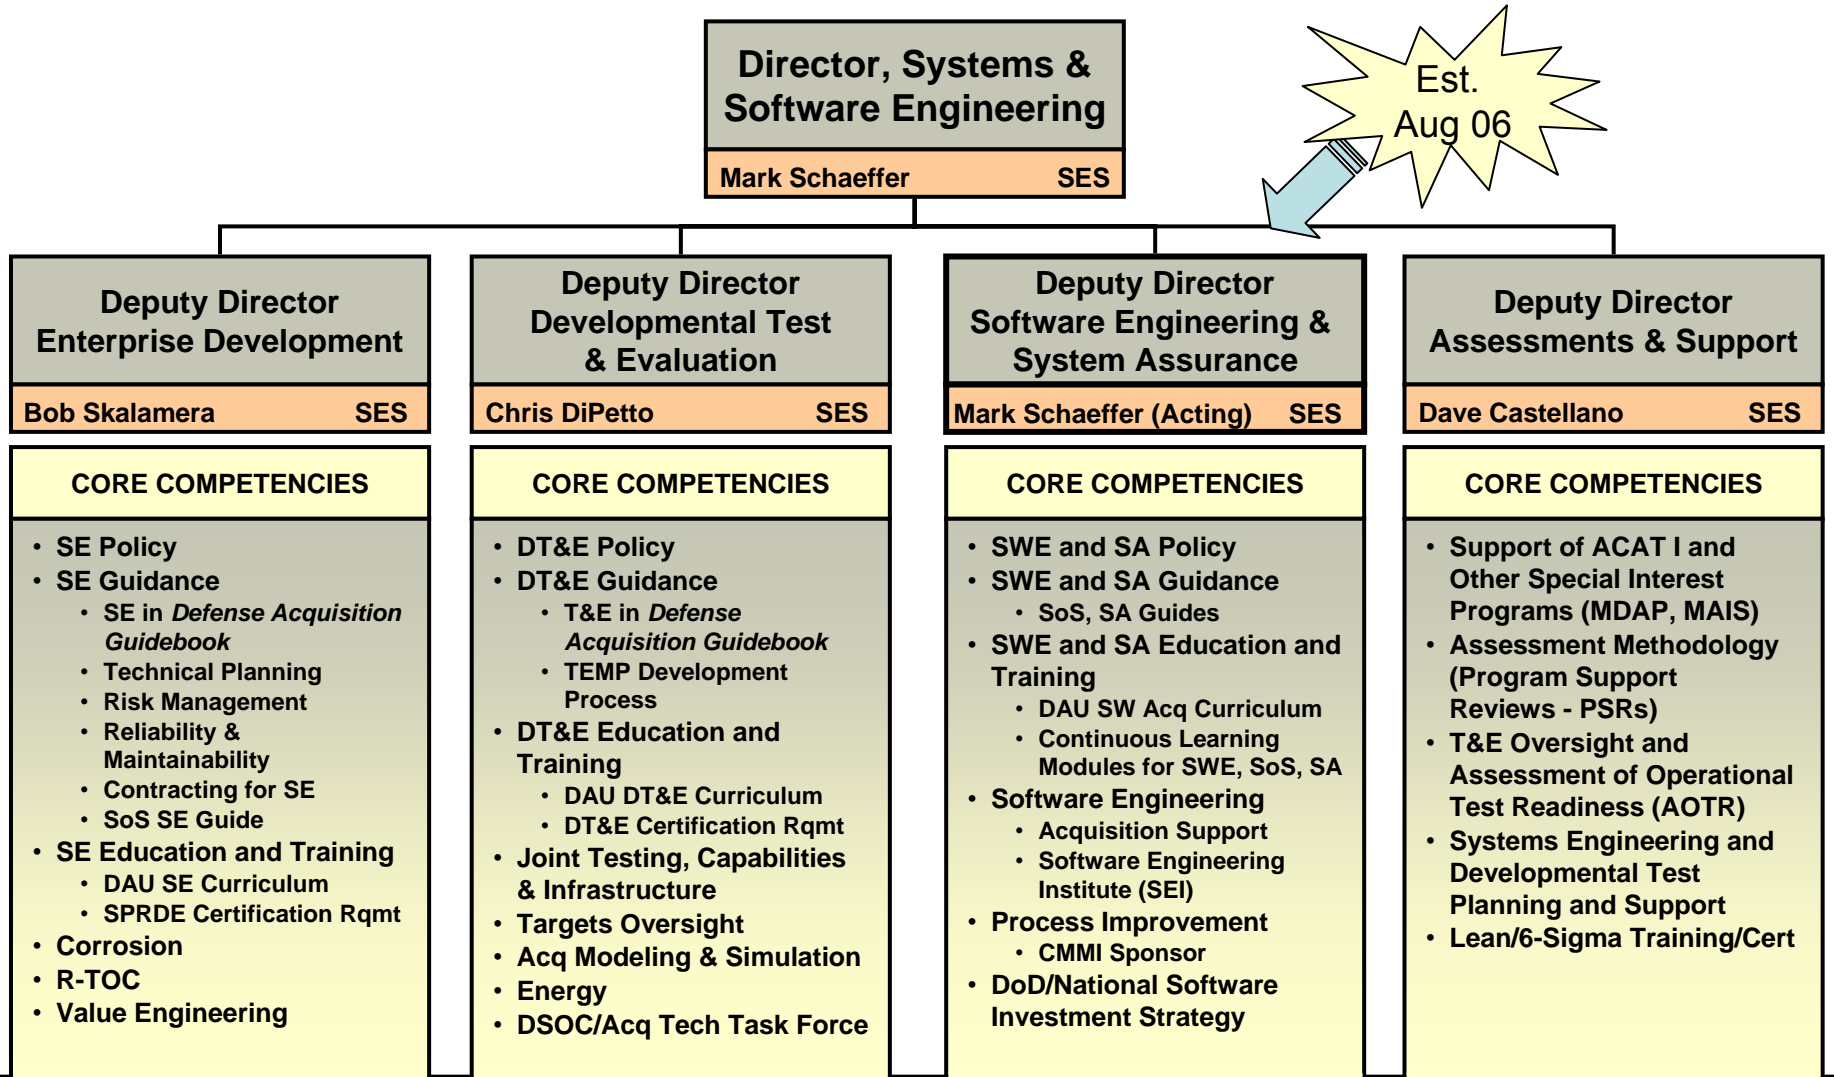 Director, Systems &
Software Engineering
Mark Schaeffer SES
Est.
Aug 06
Deputy Director
Enterprise Development
Bob Skalamera SES
CORE COMPETENCIES
• SE Policy
• SE Guidance
• SE in Defense Acquisition
Guidebook
• Technical Planning
• Risk Management
• Reliability &
Maintainability
• Contracting for SE
• SoS SE Guide
• SE Education and Training
• DAU SE Curriculum
• SPRDE Certification Rqmt
• Corrosion
• R-TOC
• Value Engineering
Deputy Director
Developmental Test
& Evaluation
Chris DiPetto SES
CORE COMPETENCIES
• DT&E Policy
• DT&E Guidance
• T&E in Defense
Acquisition Guidebook
• TEMP Development
Process
• DT&E Education and
Training
• DAU DT&E Curriculum
• DT&E Certification Rqmt
• Joint Testing, Capabilities
& Infrastructure
• Targets Oversight
• Acq Modeling & Simulation
• Energy
• DSOC/Acq Tech Task Force
Deputy Director
Software Engineering &
System Assurance
Mark Schaeffer (Acting) SES
CORE COMPETENCIES
• SWE and SA Policy
• SWE and SA Guidance
• SoS, SA Guides
• SWE and SA Education and
Training
• DAU SW Acq Curriculum
• Continuous Learning
Modules for SWE, SoS, SA
• Software Engineering
• Acquisition Support
• Software Engineering
Institute (SEI)
• Process Improvement
• CMMI Sponsor
• DoD/National Software
Investment Strategy
Deputy Director
Assessments & Support
Dave Castellano SES
CORE COMPETENCIES
• Support of ACAT I and
Other Special Interest
Programs (MDAP, MAIS)
• Assessment Methodology
(Program Support
Reviews - PSRs)
• T&E Oversight and
Assessment of Operational
Test Readiness (AOTR)
• Systems Engineering and
Developmental Test
Planning and Support
• Lean/6-Sigma Training/Cert